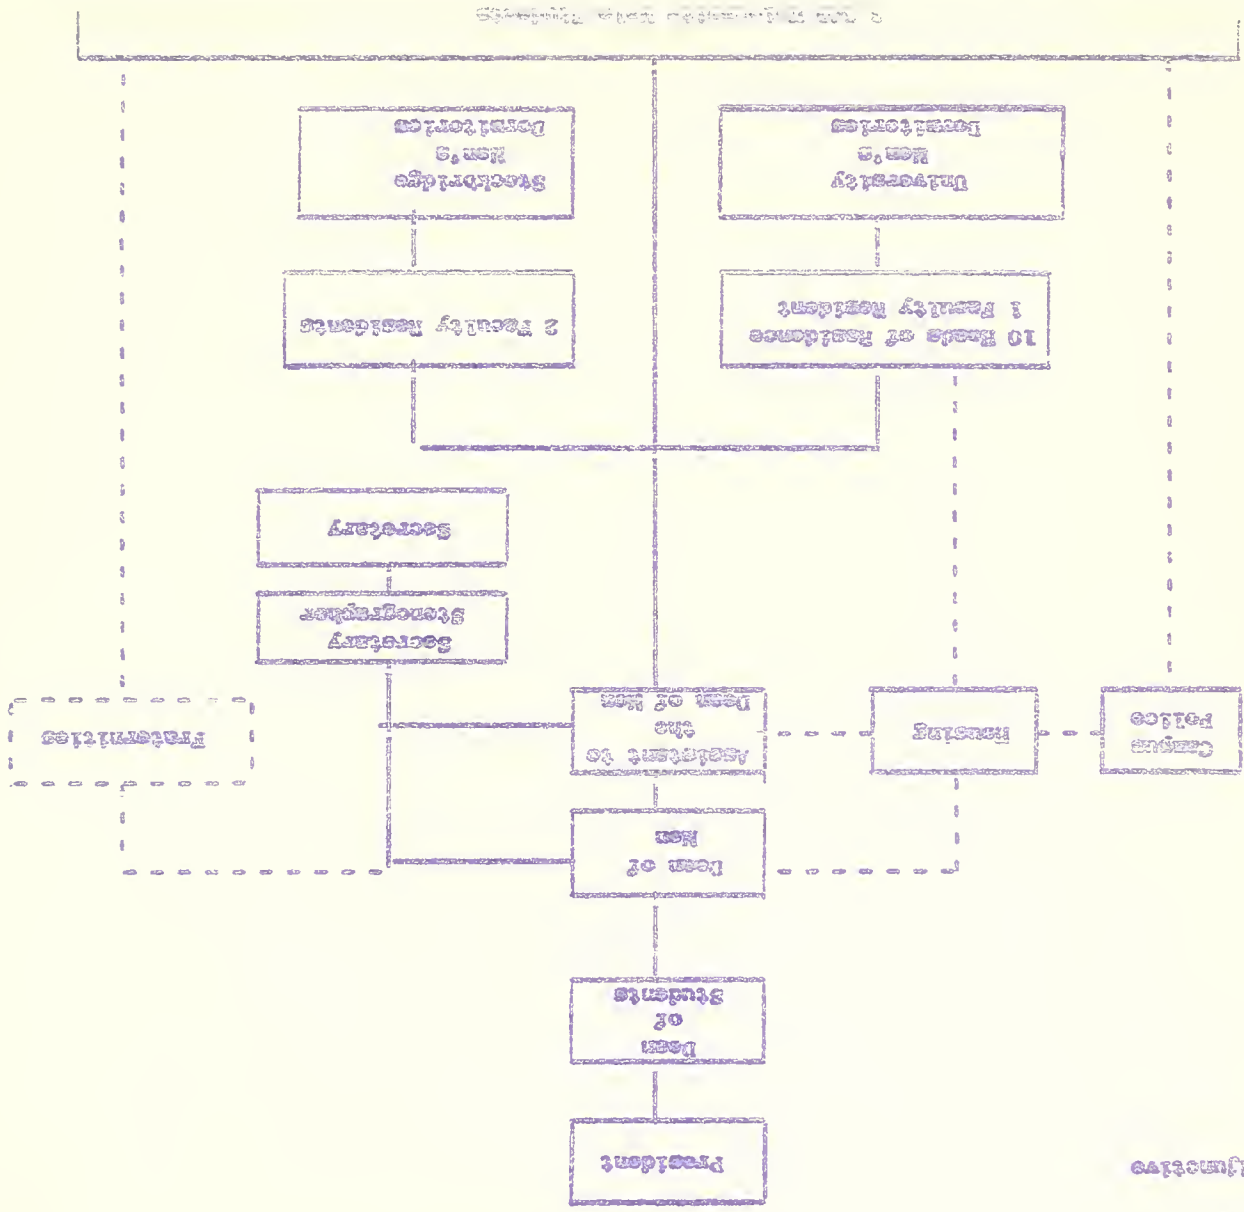 junctive
President
Dean
of
Students
Dean of
Men
Campus
Police
Housing
Assistant to
the
Dean of Men
Fraternities
Secretary
Stenographer
Secretary
10 Heads of Residence
1 Faculty Resident
2 Faculty Residents
University
Men's
Dormitories
Stockbridge
Men's
Dormitories